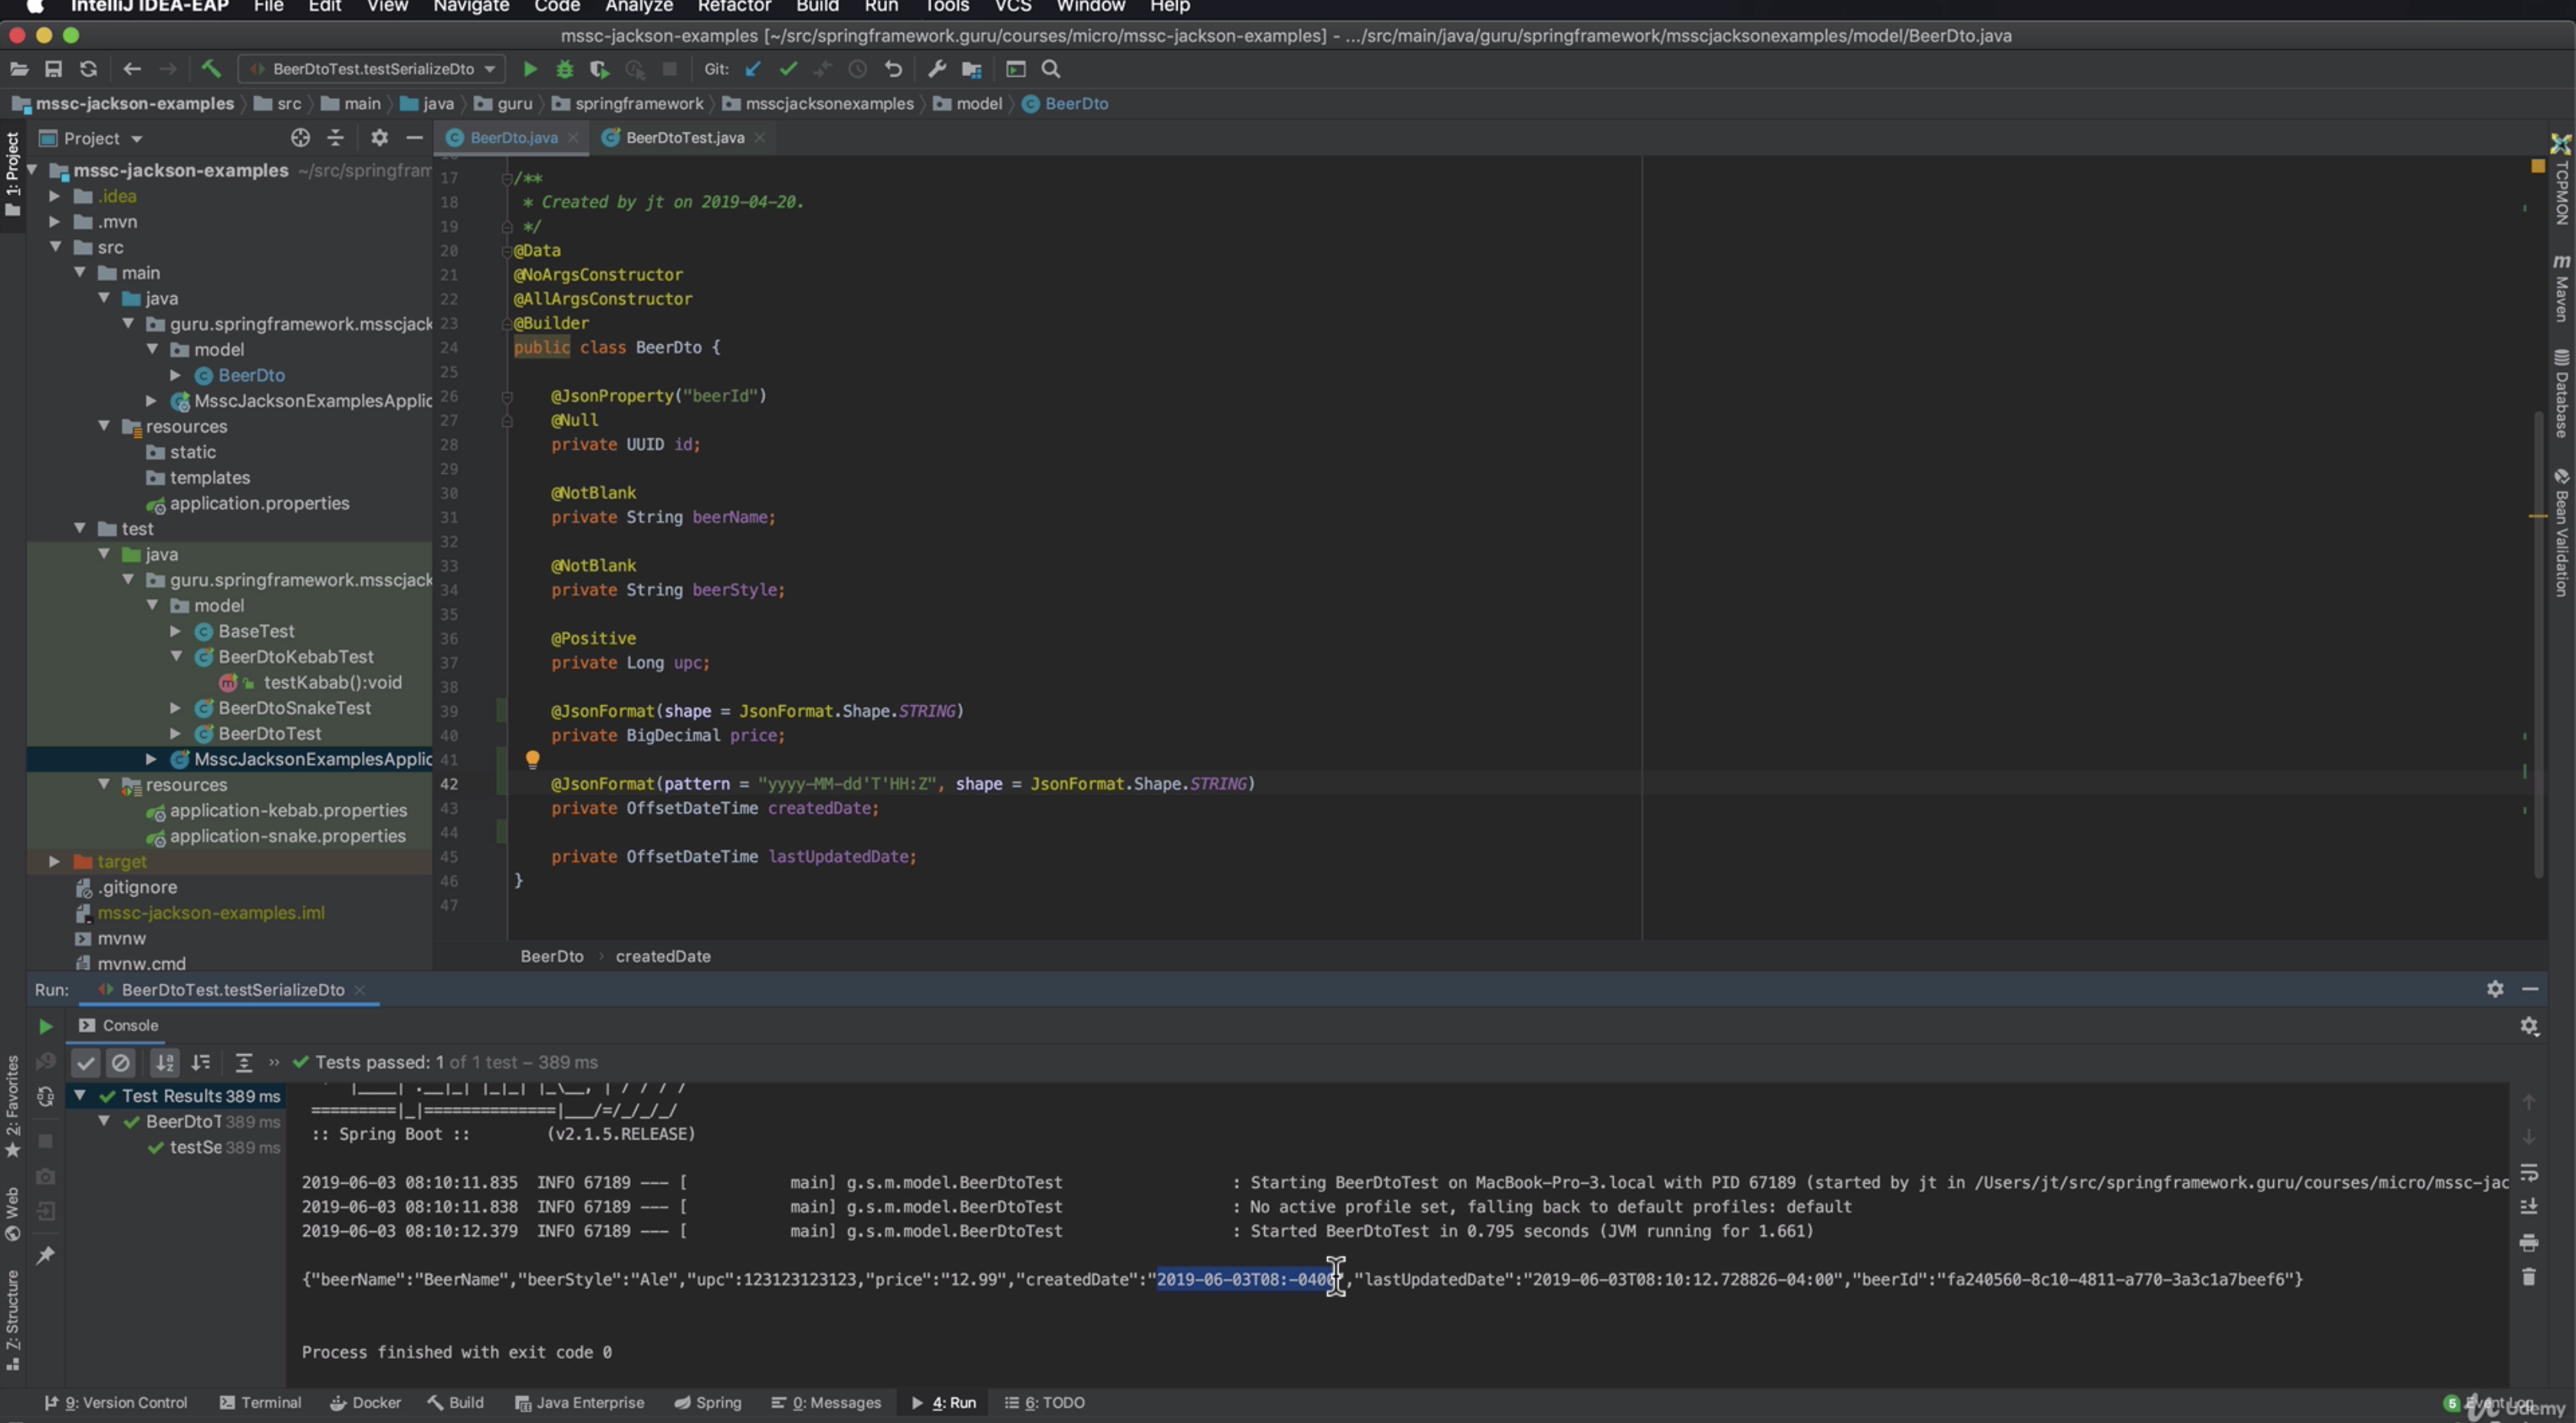 IntelliJ IDEA-EAP File Edit View Navigate Code Analyze Refactor Build Run Tools VCS Window Help
mssc-jackson-examples [~/src/springframework.guru/courses/micro/mssc-jackson-examples] - .../src/main/java/guru/springframework/msscjacksonexamples/model/BeerDto.java
BeerDtoTest.testSerializeDto Git:
mssc-jackson-examples src main java guru springframework msscjacksonexamples model BeerDto
Project
BeerDto.java BeerDtoTest.java
1: Project
mssc-jackson-examples ~/src/springfram
.idea
.mvn
src
main
java
guru.springframework.msscjack
model
BeerDto
MsscJacksonExamplesApplic
resources
static
templates
application.properties
test
java
guru.springframework.msscjack
model
BaseTest
BeerDtoKebabTest
testKabab():void
BeerDtoSnakeTest
BeerDtoTest
MsscJacksonExamplesApplic
resources
application-kebab.properties
application-snake.properties
target
.gitignore
mssc-jackson-examples.iml
mvnw
mvnw.cmd
17 /**
18 * Created by jt on 2019-04-20.
19 */
20 @Data
21 @NoArgsConstructor
22 @AllArgsConstructor
23 @Builder
24 public class BeerDto {
25
26 @JsonProperty("beerId")
27 @Null
28 private UUID id;
29
30 @NotBlank
31 private String beerName;
32
33 @NotBlank
34 private String beerStyle;
35
36 @Positive
37 private Long upc;
38
39 @JsonFormat(shape = JsonFormat.Shape.STRING)
40 private BigDecimal price;
41
42 @JsonFormat(pattern = "yyyy-MM-dd'T'HH:Z", shape = JsonFormat.Shape.STRING)
43 private OffsetDateTime createdDate;
44
45 private OffsetDateTime lastUpdatedDate;
46 }
47
BeerDto createdDate
TCPMON
Maven
Database
Bean Validation
Run: BeerDtoTest.testSerializeDto
Console
Tests passed: 1 of 1 test – 389 ms
Test Results 389 ms
BeerDtoT 389 ms
testSe 389 ms
=========|_|==============|___/=/_/_/_/
:: Spring Boot :: (v2.1.5.RELEASE)
2019-06-03 08:10:11.835 INFO 67189 --- [ main] g.s.m.model.BeerDtoTest : Starting BeerDtoTest on MacBook-Pro-3.local with PID 67189 (started by jt in /Users/jt/src/springframework.guru/courses/micro/mssc-jac
2019-06-03 08:10:11.838 INFO 67189 --- [ main] g.s.m.model.BeerDtoTest : No active profile set, falling back to default profiles: default
2019-06-03 08:10:12.379 INFO 67189 --- [ main] g.s.m.model.BeerDtoTest : Started BeerDtoTest in 0.795 seconds (JVM running for 1.661)
{"beerName":"BeerName","beerStyle":"Ale","upc":123123123123,"price":"12.99","createdDate":"2019-06-03T08:-0400","lastUpdatedDate":"2019-06-03T08:10:12.728826-04:00","beerId":"fa240560-8c10-4811-a770-3a3c1a7beef6"}
Process finished with exit code 0
2: Favorites
Web
Z: Structure
9: Version Control Terminal Docker Build Java Enterprise Spring 0: Messages 4: Run 6: TODO
5 Event Log
Udemy